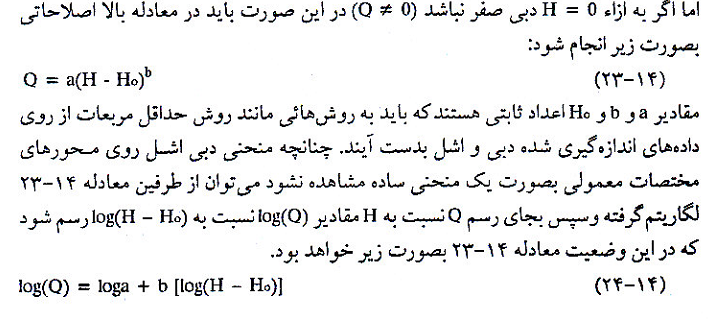 اما اگر به ازاء H = 0 دبی صفر نباشد (Q ≠ 0) در این صورت باید در معادله بالا اصلاحاتی
بصورت زیر انجام شود:
Q = a(H - H₀)ᵇ (۲۳-۱۴)
مقادیر a و b و H₀ اعداد ثابتی هستند که باید به روش‌هائی مانند روش حداقل مربعات از روی
داده‌های اندازه‌گیری شده دبی و اشل بدست آیند. چنانچه منحنی دبی اشل روی محورهای
مختصات معمولی بصورت یک منحنی ساده مشاهده نشود می‌توان از طرفین معادله ۱۴-۲۳
لگاریتم گرفته و سپس بجای رسم Q نسبت به H مقادیر log(Q) نسبت به log(H − H₀) رسم شود
که در این وضعیت معادله ۱۴-۲۳ بصورت زیر خواهد بود.
log(Q) = loga + b [log(H − H₀)] (۲۴-۱۴)